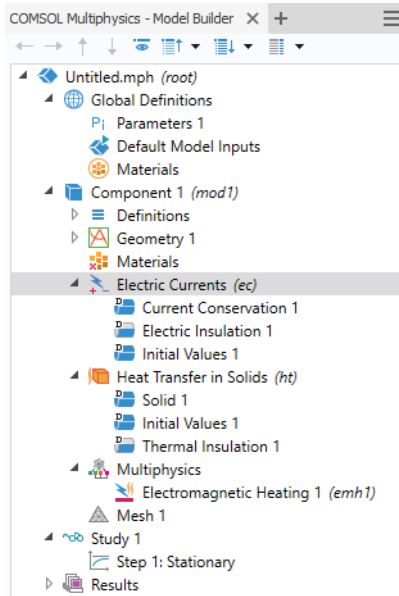 COMSOL Multiphysics - Model Builder
Untitled.mph (root)
Global Definitions
Pi Parameters 1
Default Model Inputs
Materials
Component 1 (mod1)
Definitions
Geometry 1
Materials
Electric Currents (ec)
D Current Conservation 1
D Electric Insulation 1
D Initial Values 1
Heat Transfer in Solids (ht)
D Solid 1
D Initial Values 1
D Thermal Insulation 1
Multiphysics
Electromagnetic Heating 1 (emh1)
Mesh 1
Study 1
Step 1: Stationary
Results